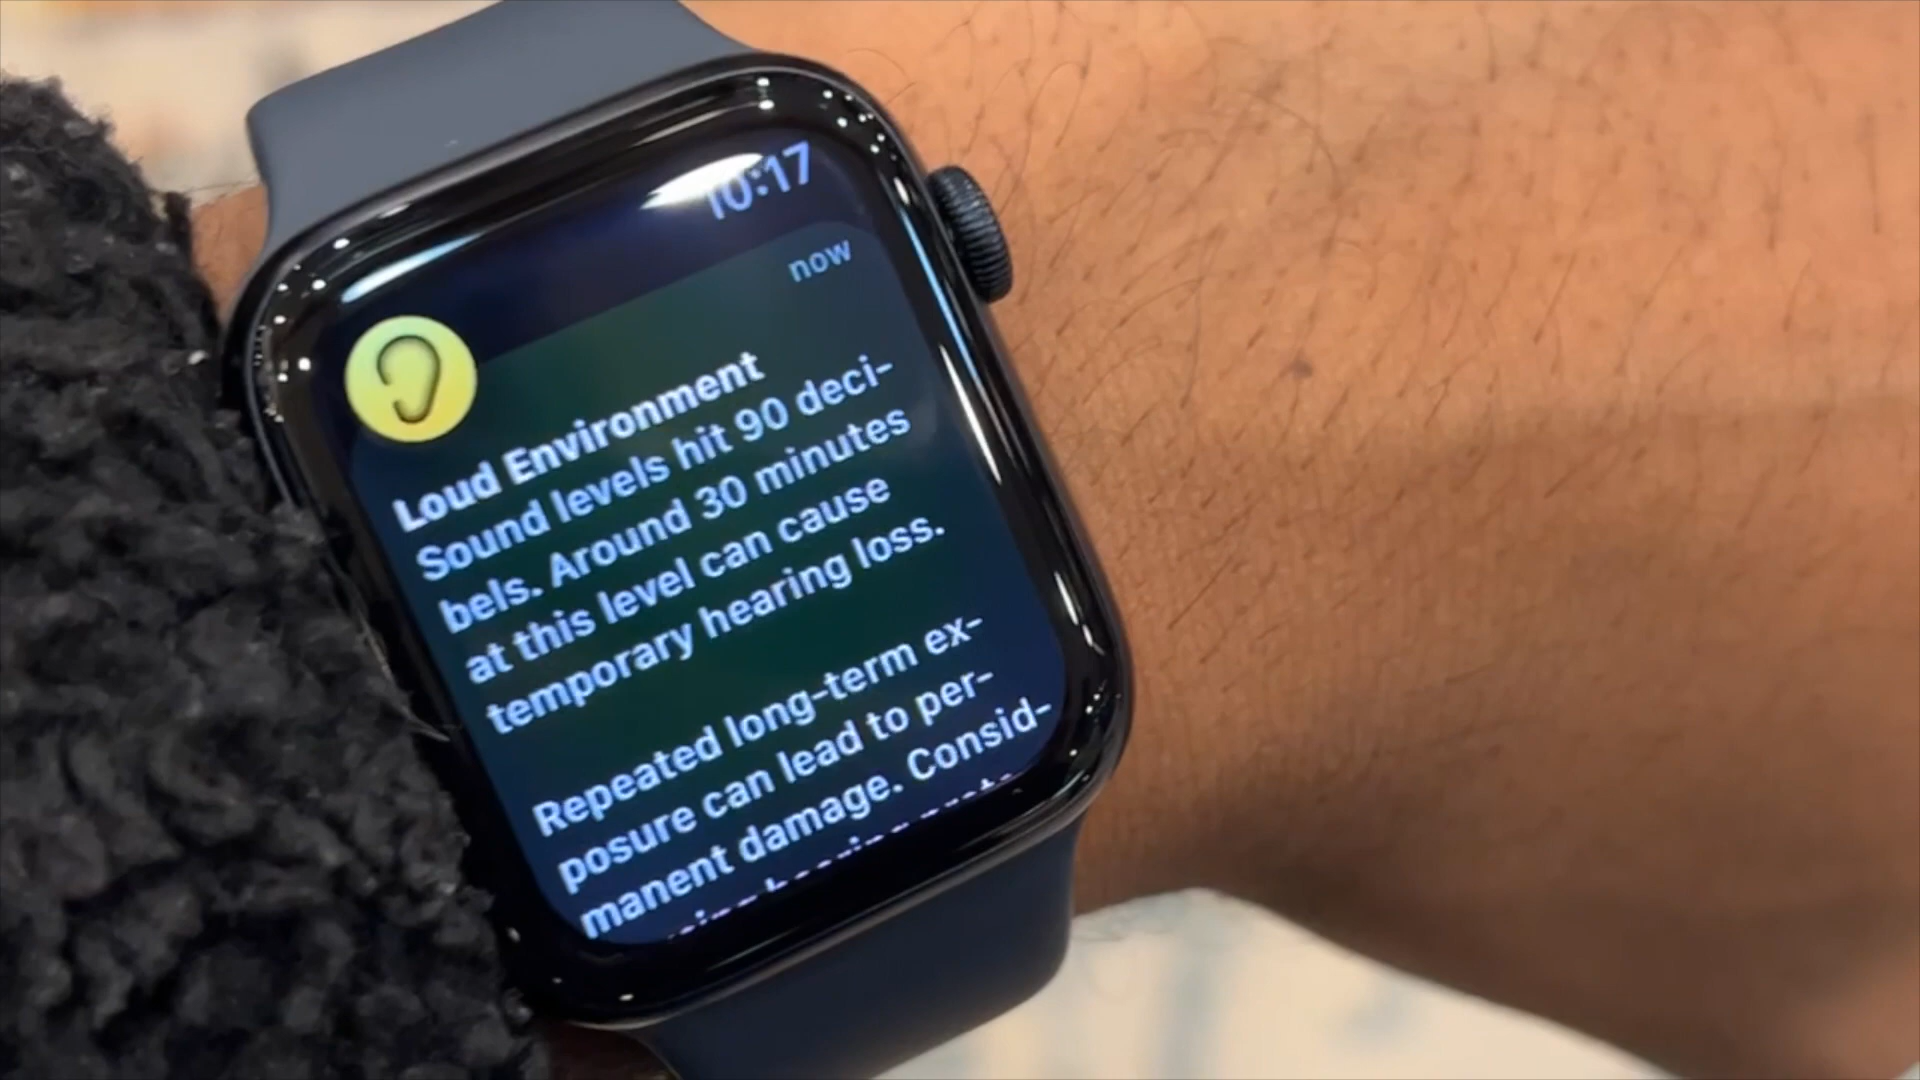 10:17
now
Loud Environment
Sound levels hit 90 deci-
bels. Around 30 minutes
at this level can cause
temporary hearing loss.
Repeated long-term ex-
posure can lead to per-
manent damage. Consid-